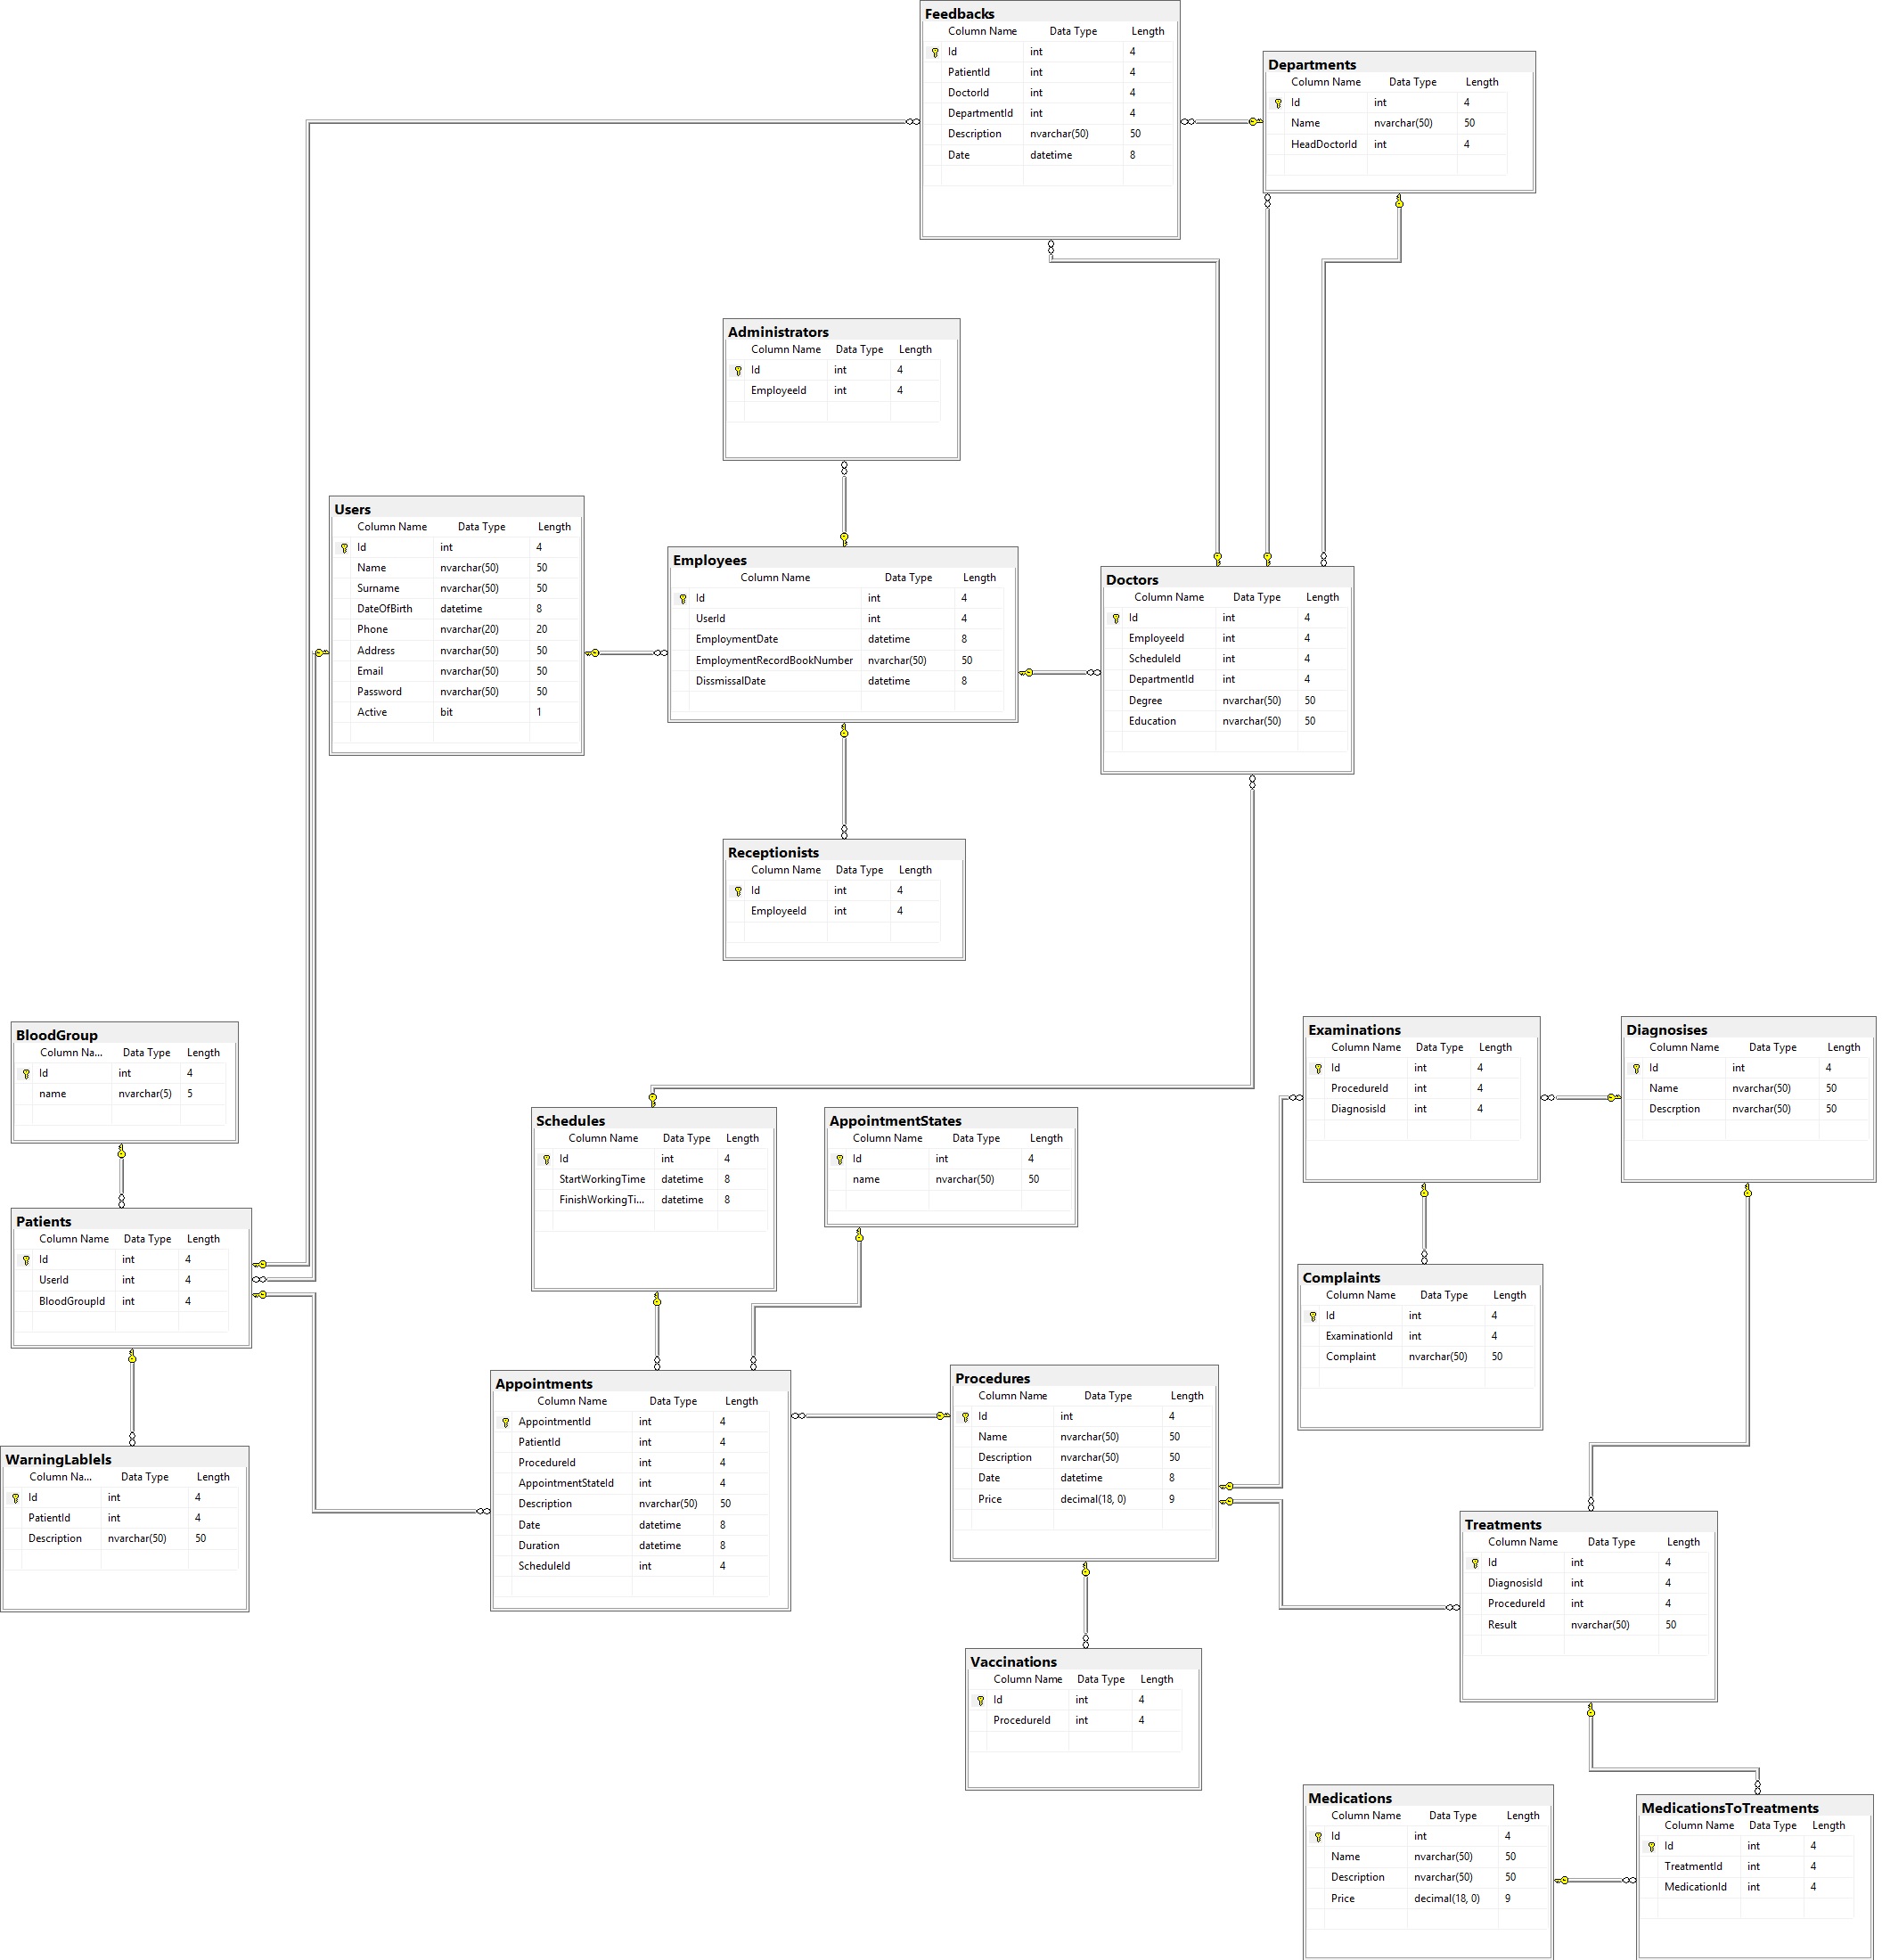 Feedbacks
Column Name Data Type Length
Id int 4
PatientId int 4
DoctorId int 4
DepartmentId int 4
Description nvarchar(50) 50
Date datetime 8
Departments
Column Name Data Type Length
Id int 4
Name nvarchar(50) 50
HeadDoctorId int 4
Administrators
Column Name Data Type Length
Id int 4
EmployeeId int 4
Users
Column Name Data Type Length
Id int 4
Name nvarchar(50) 50
Surname nvarchar(50) 50
DateOfBirth datetime 8
Phone nvarchar(20) 20
Address nvarchar(50) 50
Email nvarchar(50) 50
Password nvarchar(50) 50
Active bit 1
Employees
Column Name Data Type Length
Id int 4
UserId int 4
EmploymentDate datetime 8
EmploymentRecordBookNumber nvarchar(50) 50
DissmissalDate datetime 8
Doctors
Column Name Data Type Length
Id int 4
EmployeeId int 4
ScheduleId int 4
DepartmentId int 4
Degree nvarchar(50) 50
Education nvarchar(50) 50
Receptionists
Column Name Data Type Length
Id int 4
EmployeeId int 4
BloodGroup
Column Na... Data Type Length
Id int 4
name nvarchar(5) 5
Examinations
Column Name Data Type Length
Id int 4
ProcedureId int 4
DiagnosisId int 4
Diagnosises
Column Name Data Type Length
Id int 4
Name nvarchar(50) 50
Descrption nvarchar(50) 50
Schedules
Column Name Data Type Length
Id int 4
StartWorkingTime datetime 8
FinishWorkingTi... datetime 8
AppointmentStates
Column Name Data Type Length
Id int 4
name nvarchar(50) 50
Patients
Column Name Data Type Length
Id int 4
UserId int 4
BloodGroupId int 4
Complaints
Column Name Data Type Length
Id int 4
ExaminationId int 4
Complaint nvarchar(50) 50
Appointments
Column Name Data Type Length
AppointmentId int 4
PatientId int 4
ProcedureId int 4
AppointmentStateId int 4
Description nvarchar(50) 50
Date datetime 8
Duration datetime 8
ScheduleId int 4
Procedures
Column Name Data Type Length
Id int 4
Name nvarchar(50) 50
Description nvarchar(50) 50
Date datetime 8
Price decimal(18, 0) 9
WarningLablels
Column Na... Data Type Length
Id int 4
PatientId int 4
Description nvarchar(50) 50
Treatments
Column Name Data Type Length
Id int 4
DiagnosisId int 4
ProcedureId int 4
Result nvarchar(50) 50
Vaccinations
Column Name Data Type Length
Id int 4
ProcedureId int 4
Medications
Column Name Data Type Length
Id int 4
Name nvarchar(50) 50
Description nvarchar(50) 50
Price decimal(18, 0) 9
MedicationsToTreatments
Column Name Data Type Length
Id int 4
TreatmentId int 4
MedicationId int 4